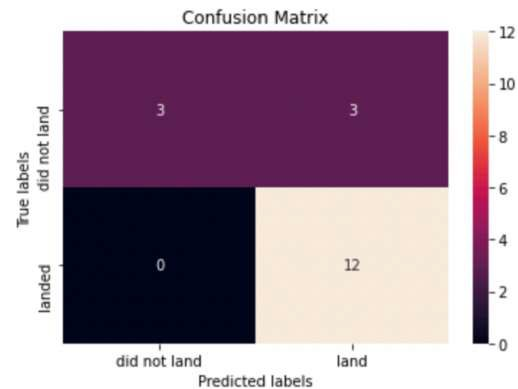 Confusion Matrix
True labels
did not land
landed
3 3
0 12
did not land land
Predicted labels
12
10
8
6
4
2
0